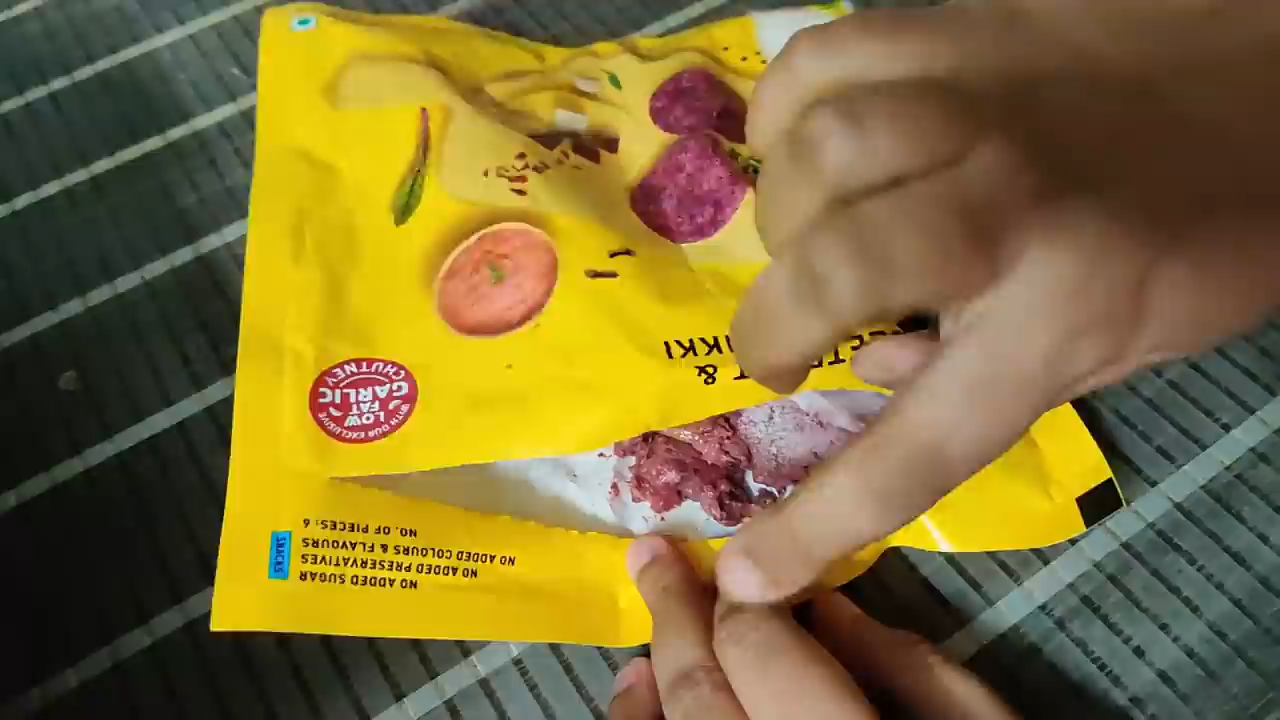 NO ADDED SUGAR
NO ADDED PRESERVATIVES
NO ADDED COLOURS & FLAVOURS
NO. OF PIECES: 6
SNACKS
WITH OUR EXCLUSIVE
LOW
FAT
GARLIC
CHUTNEY
&
IKKI